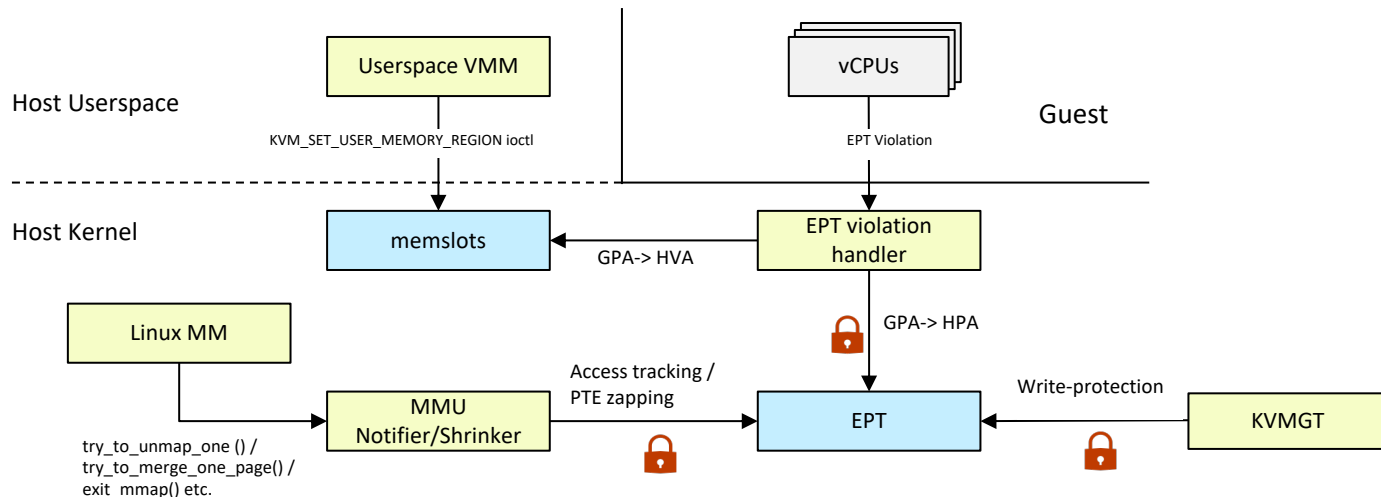 Userspace VMM
vCPUs
Host Userspace
Guest
KVM_SET_USER_MEMORY_REGION ioctl
EPT Violation
Host Kernel
memslots
EPT violation
handler
GPA-> HVA
Linux MM
GPA-> HPA
Access tracking /
PTE zapping
Write-protection
MMU
Notifier/Shrinker
EPT
KVMGT
try_to_unmap_one () /
try_to_merge_one_page() /
exit_mmap() etc.